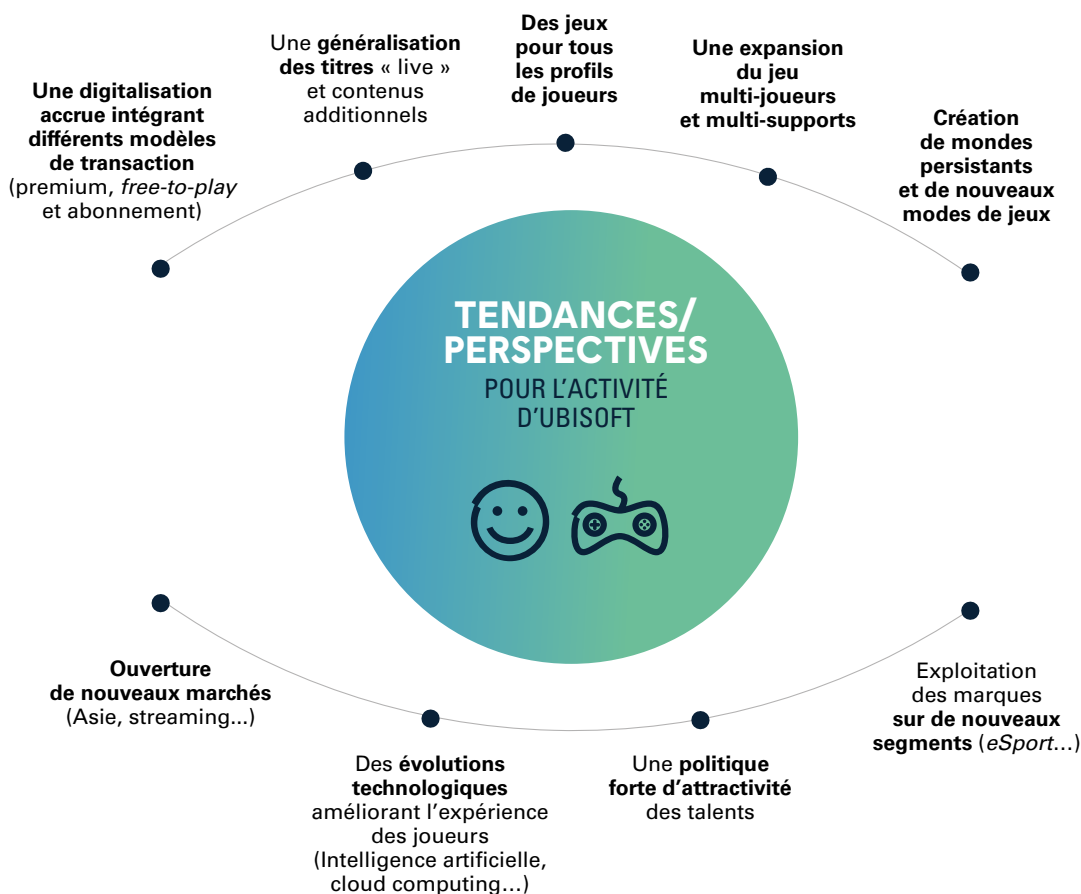 Une digitalisation
accrue intégrant
différents modèles
de transaction
(premium, free-to-play
et abonnement)
Une généralisation
des titres « live »
et contenus
additionnels
Des jeux
pour tous
les profils
de joueurs
Une expansion
du jeu
multi-joueurs
et multi-supports
Création
de mondes
persistants
et de nouveaux
modes de jeux
TENDANCES/
PERSPECTIVES
POUR L'ACTIVITÉ
D'UBISOFT
Ouverture
de nouveaux marchés
(Asie, streaming...)
Des évolutions
technologiques
améliorant l'expérience
des joueurs
(Intelligence artificielle,
cloud computing...)
Une politique
forte d'attractivité
des talents
Exploitation
des marques
sur de nouveaux
segments (eSport...)